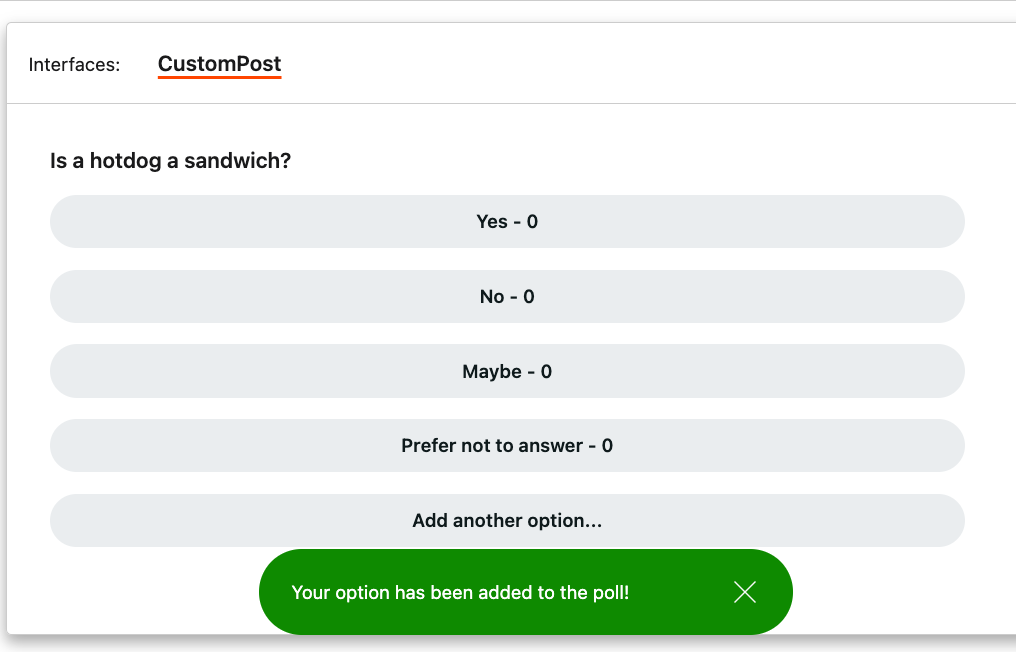 Interfaces: CustomPost
Is a hotdog a sandwich?
Yes - 0
No - 0
Maybe - 0
Prefer not to answer - 0
Add another option...
Your option has been added to the poll!